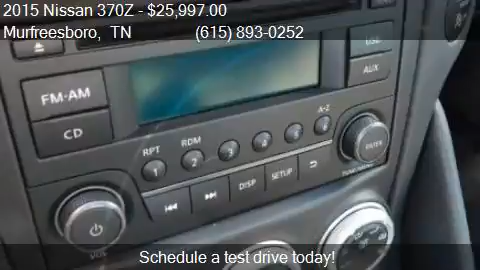 2015 Nissan 370Z - $25,997.00
Murfreesboro, TN (615) 893-0252
USB
AUX
FM-AM
CD
RPT RDM A-Z
1 2 3 4 5 6
ENTER
DISP SETUP
VOL
Schedule a test drive today!